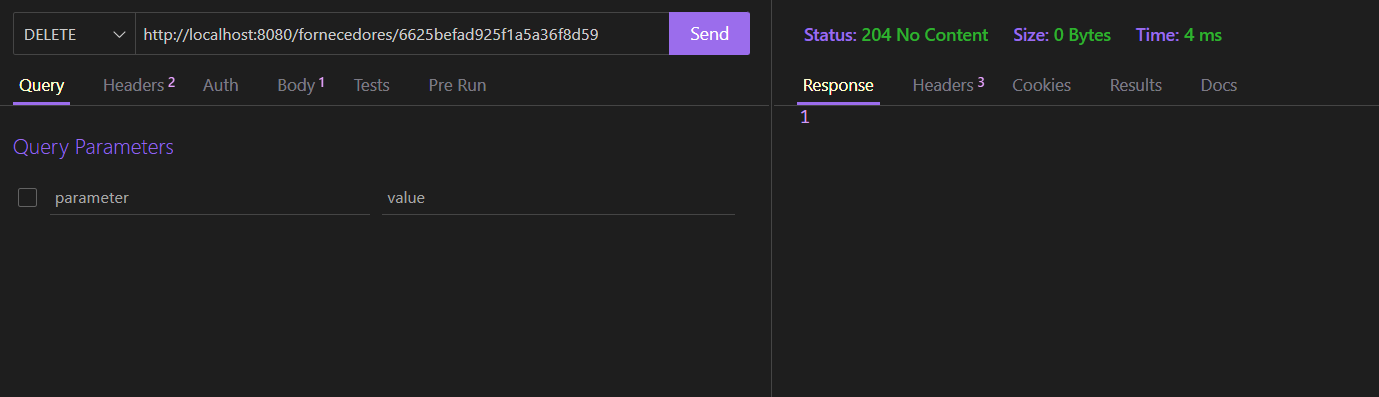 DELETE http://localhost:8080/fornecedores/6625befad925f1a5a36f8d59 Send
Query Headers 2 Auth Body 1 Tests Pre Run
Query Parameters
parameter value
Status: 204 No Content Size: 0 Bytes Time: 4 ms
Response Headers 3 Cookies Results Docs
1